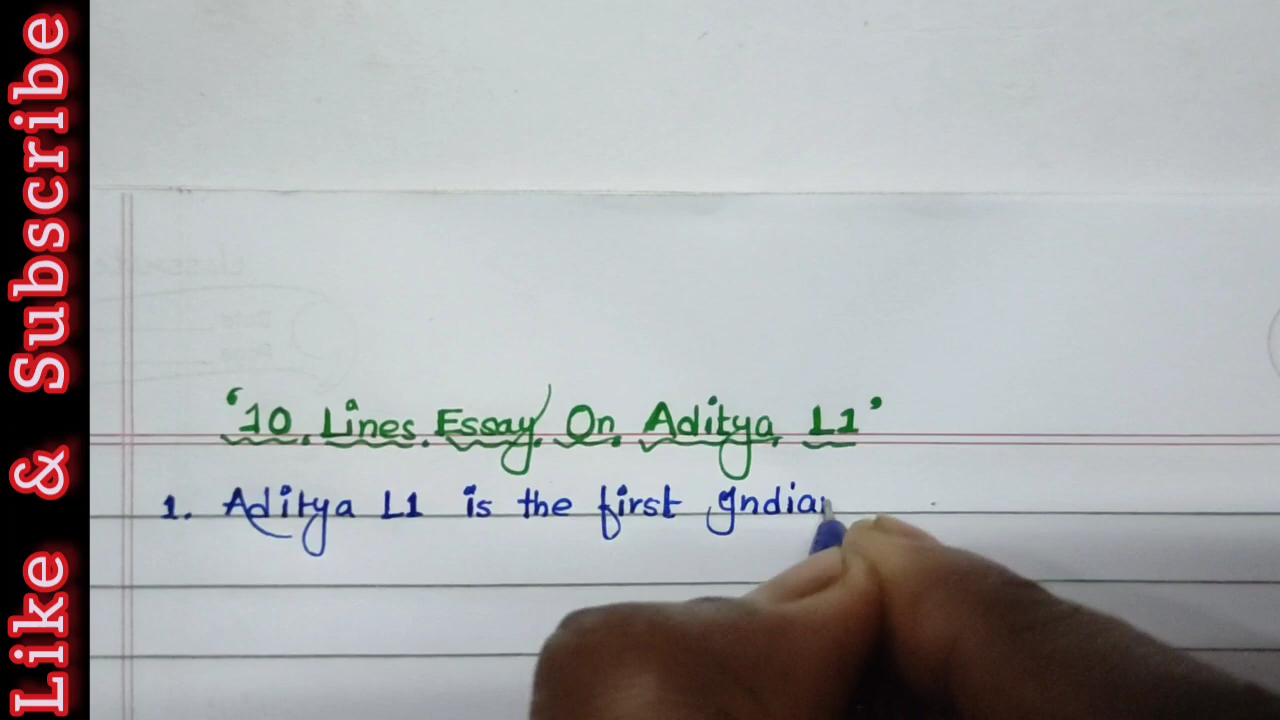 Like & Subscribe
'10 Lines Essay On Aditya L1'
1. Aditya L1 is the first Indian